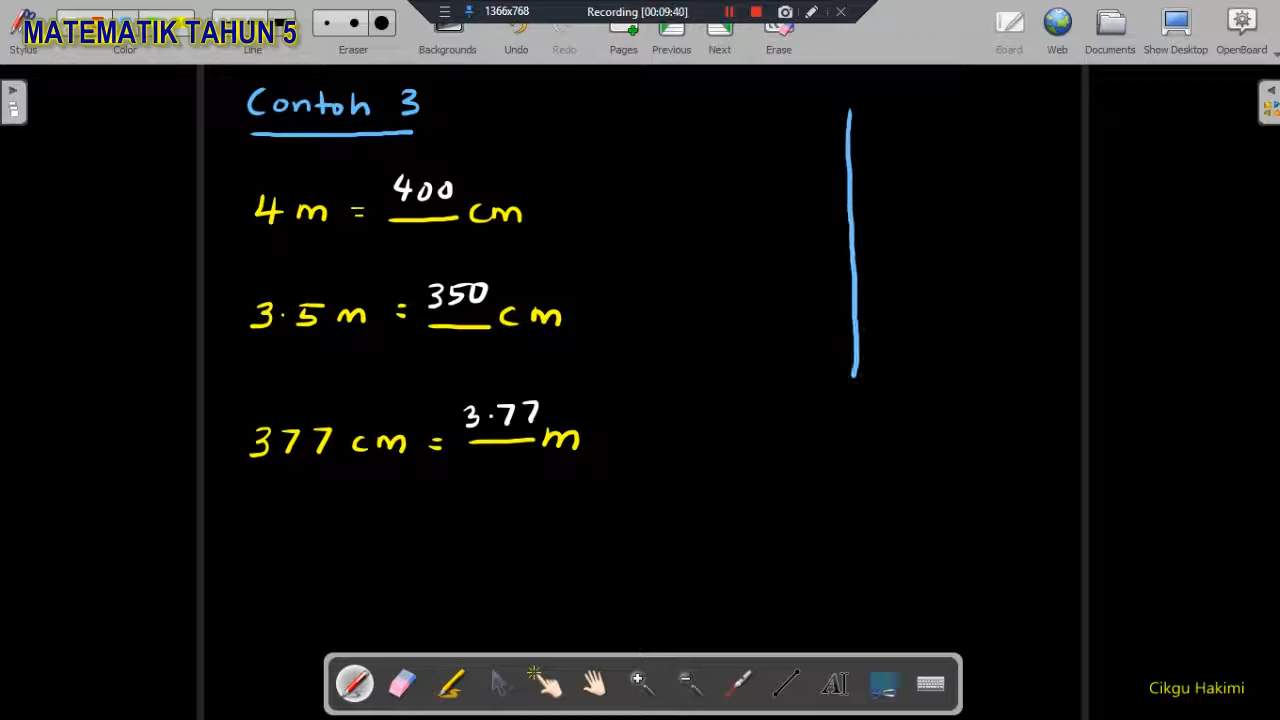 1366x768 Recording [00:09:40]
MATEMATIK TAHUN 5
Stylus Color Line Eraser Backgrounds Undo Redo Pages Previous Next Erase Board Web Documents Show Desktop OpenBoard
Contoh 3
4 m = 400 cm
3.5 m = 350 cm
377 cm = 3.77 m
AI
Cikgu Hakimi